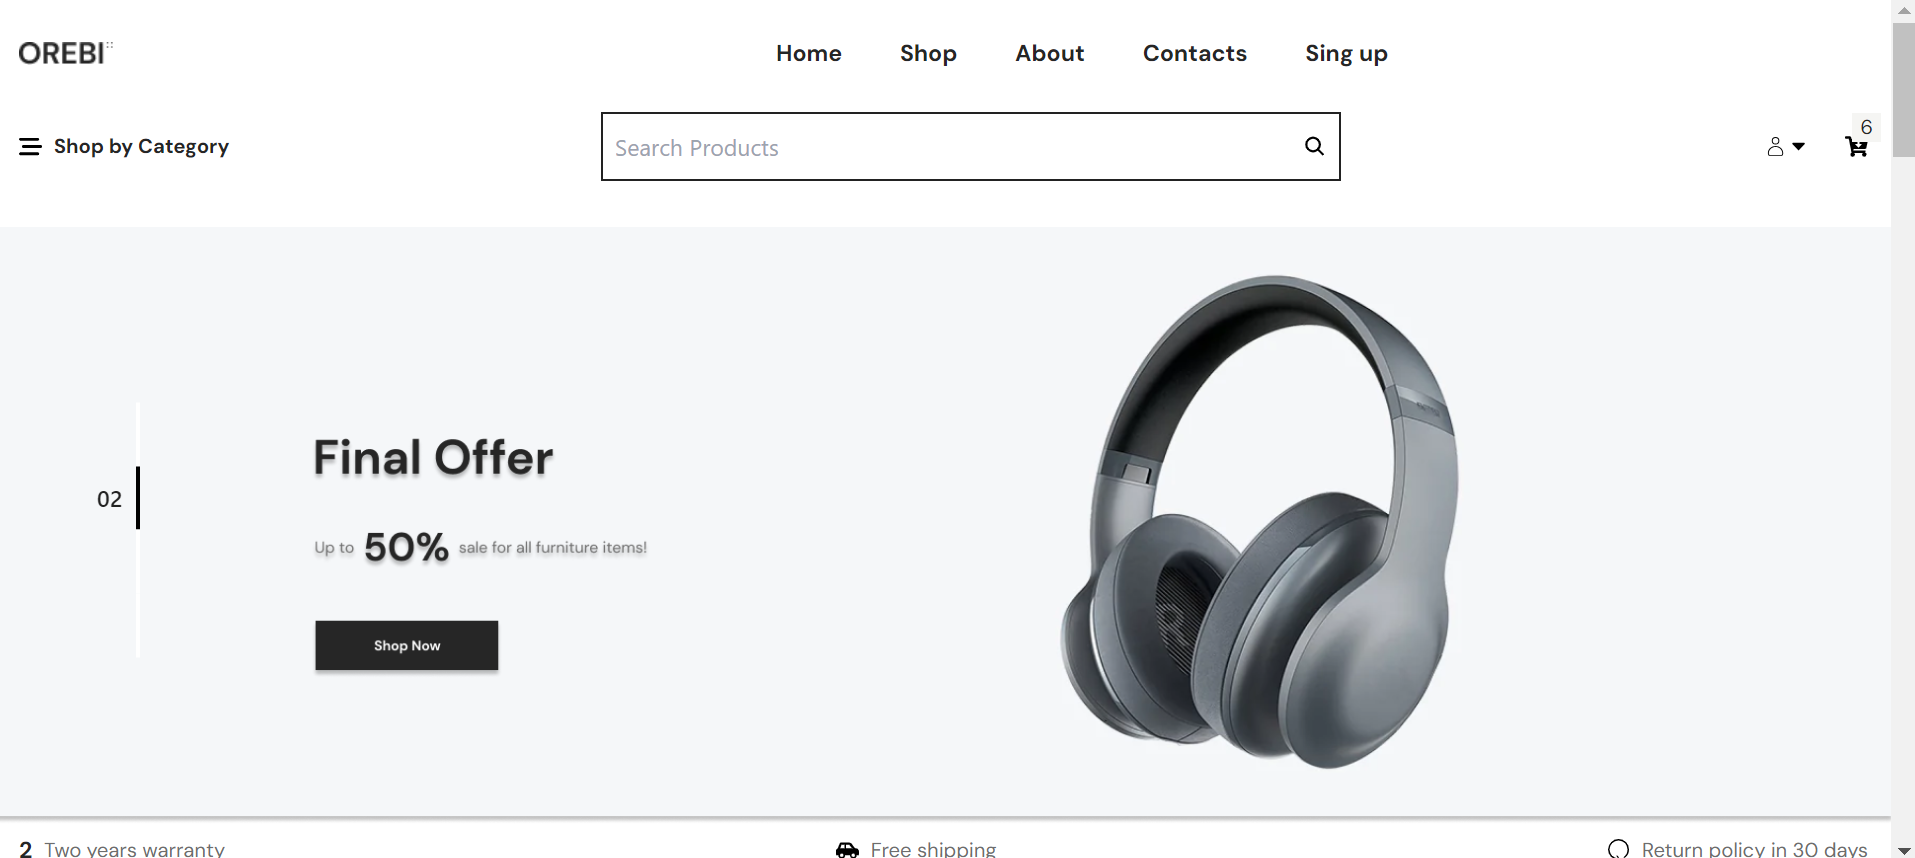 OREBI
Home Shop About Contacts Sing up
Shop by Category
Search Products
6
Final Offer
02
Up to 50% sale for all furniture items!
Shop Now
2 Two years warranty
Free shipping
Return policy in 30 days